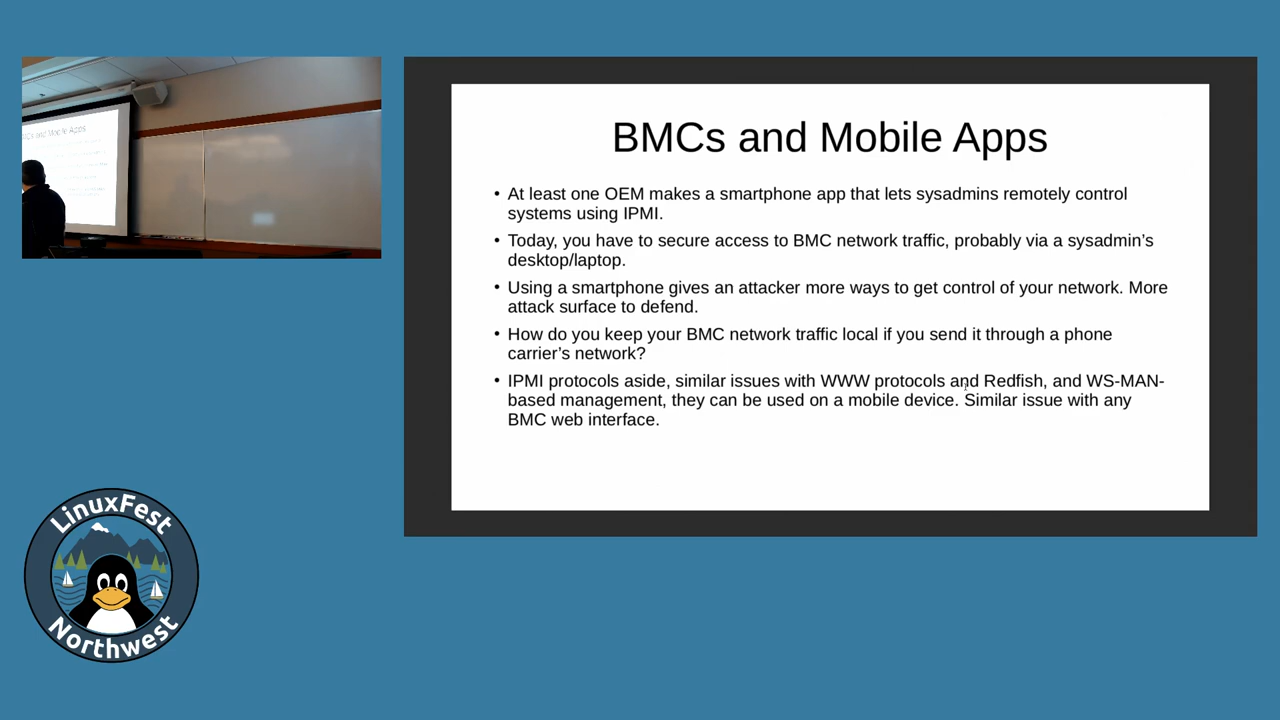 BMCs and Mobile Apps
BMCs and Mobile Apps
• At least one OEM makes a smartphone app that lets sysadmins remotely control
systems using IPMI.
• Today, you have to secure access to BMC network traffic, probably via a sysadmin's
desktop/laptop.
• Using a smartphone gives an attacker more ways to get control of your network. More
attack surface to defend.
• How do you keep your BMC network traffic local if you send it through a phone
carrier's network?
• IPMI protocols aside, similar issues with WWW protocols and Redfish, and WS-MAN-
based management, they can be used on a mobile device. Similar issue with any
BMC web interface.
LinuxFest
Northwest